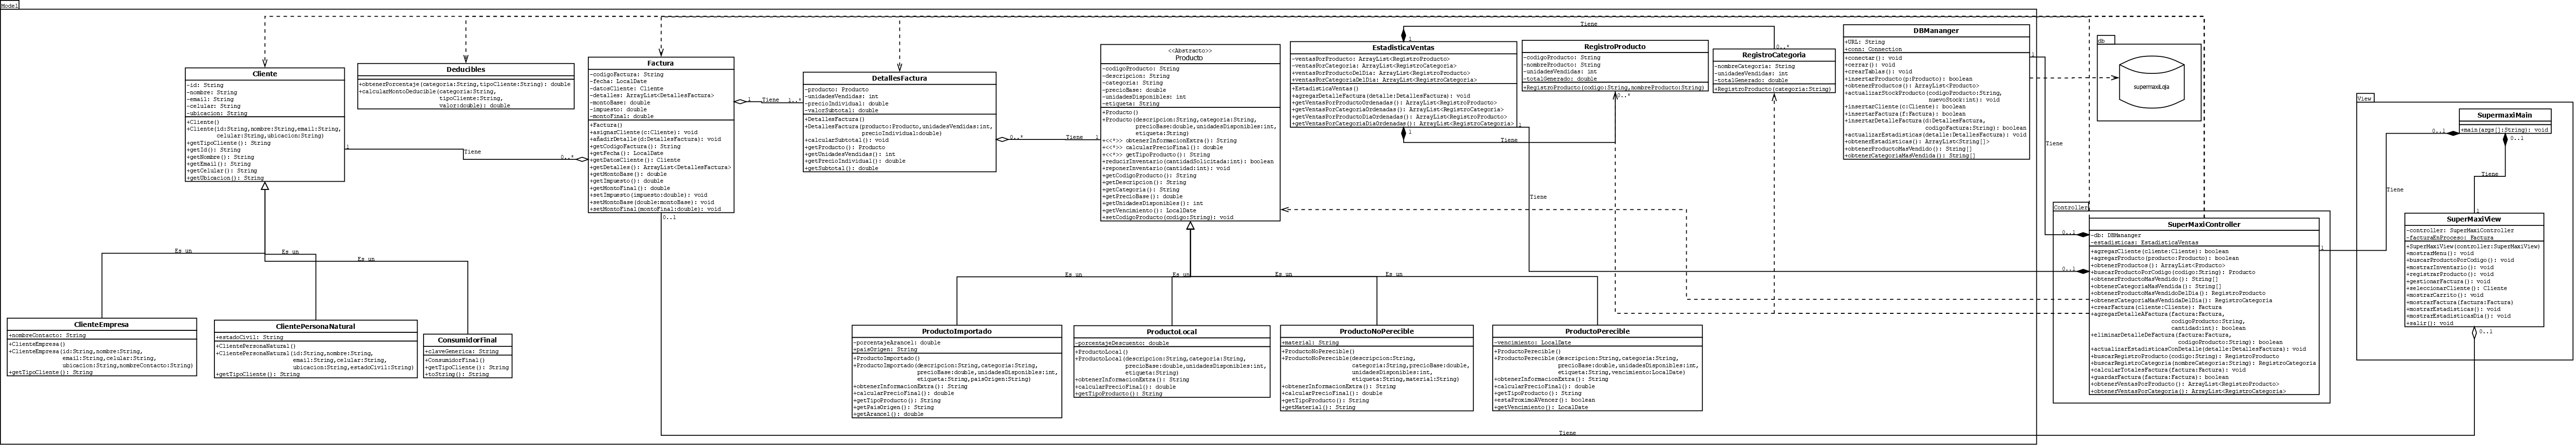 Model
Cliente
-id: String
-nombre: String
-email: String
-celular: String
-ubicacion: String
+Cliente()
+Cliente(id:String,nombre:String,email:String,
celular:String,ubicacion:String)
+getTipoCliente(): String
+getId(): String
+getNombre(): String
+getEmail(): String
+getCelular(): String
+getUbicacion(): String
Deducibles
+obtenerPorcentaje(categoria:String,tipoCliente:String): double
+calcularMontoDeducible(categoria:String,
tipoCliente:String,
valor:double): double
Factura
-codigoFactura: String
-fecha: LocalDate
-datosCliente: Cliente
-detalles: ArrayList<DetallesFactura>
-montoBase: double
-impuesto: double
-montoFinal: double
+Factura()
+asignarCliente(c:Cliente): void
+añadirDetalle(d:DetallesFactura): void
+getCodigoFactura(): String
+getFecha(): LocalDate
+getDatosCliente(): Cliente
+getDetalles(): ArrayList<DetallesFactura>
+getMontoBase(): double
+getImpuesto(): double
+getMontoFinal(): double
+setImpuesto(impuesto:double): void
+setMontoBase(double:montoBase): void
+setMontoFinal(montoFinal:double): void
1
Tiene
0..*
1
Tiene
1..*
DetallesFactura
-producto: Producto
-unidadesVendidas: int
-precioIndividual: double
-valorSubtotal: double
+DetallesFactura()
+DetallesFactura(producto:Producto,unidadesVendidas:int,
precioIndividual:double)
+calcularSubtotal(): void
+getProducto(): Producto
+getUnidadesVendidas(): int
+getPrecioIndividual(): double
+getSubtotal(): double
0..*
Tiene
1
<<Abstracto>>
Producto
-codigoProducto: String
-descripcion: String
-categoria: String
-precioBase: double
-unidadesDisponibles: int
-etiqueta: String
+Producto()
+Producto(descripcion:String,categoria:String,
precioBase:double,unidadesDisponibles:int,
etiqueta:String)
+<<*>> obtenerInformacionExtra(): String
+<<*>> calcularPrecioFinal(): double
+<<*>> getTipoProducto(): String
+reducirInventario(cantidadSolicitada:int): boolean
+reponerInventario(cantidad:int): void
+getCodigoProducto(): String
+getDescripcion(): String
+getCategoria(): String
+getPrecioBase(): double
+getUnidadesDisponibles(): int
+getVencimiento(): LocalDate
+setCodigoProducto(codigo:String): void
EstadisticaVentas
-ventasPorProducto: ArrayList<RegistroProducto>
-ventasPorCategoria: ArrayList<RegistroCategoria>
-ventasPorProductoDelDia: ArrayList<RegistroProducto>
-ventasPorCategoriaDelDia: ArrayList<RegistroCategoria>
+EstadisticaVentas()
+agregarDetalleFactura(detalle:DetallesFactura): void
+getVentasPorProductoOrdenadas(): ArrayList<RegistroProducto>
+getVentasPorCategoriaOrdenadas(): ArrayList<RegistroCategoria>
+getVentasPorProductoDiaOrdenados(): ArrayList<RegistroProducto>
+getVentasPorCategoriaDiaOrdenados(): ArrayList<RegistroCategoria>
1
Tiene
0..*
1
Tiene
0..*
RegistroProducto
-codigoProducto: String
-nombreProducto: String
-unidadesVendidas: int
-totalGenerado: double
+RegistroProducto(codigo:String,nombreProducto:String)
RegistroCategoria
-nombreCategoria: String
-unidadesVendidas: int
-totalGenerado: double
+RegistroProducto(categoria:String)
DBMananger
+URL: String
+conn: Connection
+conectar(): void
+cerrar(): void
+crearTablas(): void
+insertarProducto(p:Producto): boolean
+obtenerProductos(): ArrayList<Producto>
+actualizarStockProducto(codigoProducto:String,
nuevoStock:int): void
+insertarCliente(c:Cliente): boolean
+insertarFactura(f:Factura): boolean
+insertarDetalleFactura(d:DetallesFactura,
codigoFactura:String): boolean
+actualizarEstadisticas(detalle:DetallesFactura): void
+obtenerEstadisticas(): ArrayList<String[]>
+obtenerProductoMasVendido(): String[]
+obtenerCategoriaMasVendida(): String[]
1
Tiene
0..1
1
Tiene
0..1
db
supermaxiLoja
Controller
SuperMaxiController
-db: DBMananger
-estadisticas: EstadisticaVentas
+agregarCliente(cliente:Cliente): boolean
+agregarProducto(producto:Producto): boolean
+obtenerProductos(): ArrayList<Producto>
+buscarProductoPorCodigo(codigo:String): Producto
+obtenerProductoMasVendido(): String[]
+obtenerCategoriaMasVendida(): String[]
+obtenerProductoMasVendidoDelDia(): RegistroProducto
+obtenerCategoriaMasVendidaDelDia(): RegistroCategoria
+crearFactura(cliente:Cliente): Factura
+agregarDetalleAFactura(factura:Factura,
codigoProducto:String,
cantidad:int): boolean
+eliminarDetalleDeFactura(factura:Factura,
codigoProducto:String): boolean
+actualizarEstadisticasConDetalle(detalle:DetallesFactura): void
+buscarRegistroProducto(codigo:String): RegistroProducto
+buscarRegistroCategoria(nombreCategoria:String): RegistroCategoria
+calcularTotalesFactura(factura:Factura): void
+guardarFactura(factura:Factura): boolean
+obtenerVentasPorProducto(): ArrayList<RegistroProducto>
+obtenerVentasPorCategoria(): ArrayList<RegistroCategoria>
View
SupermaxiMain
+main(args[]:String): void
0..1
Tiene
1
0..1
Tiene
1
SuperMaxiView
-controller: SuperMaxiController
-facturaEnProceso: Factura
+SuperMaxiView(controller:SuperMaxiView)
+mostrarMenu(): void
+buscarProductoPorCodigo(): void
+mostrarInventario(): void
+registrarProducto(): void
+gestionarFactura(): void
+seleccionarCliente(): Cliente
+mostrarCarrito(): void
+mostrarFactura(factura:Factura)
+mostrarEstadisticas(): void
+mostrarEstadisticasDia(): void
+salir(): void
0..1
Tiene
0..1
Es un
Es un
Es un
ClienteEmpresa
+nombreContacto: String
+ClienteEmpresa()
+ClienteEmpresa(id:String,nombre:String,
email:String,celular:String,
ubicacion:String,nombreContacto:String)
+getTipoCliente(): String
ClientePersonaNatural
+estadoCivil: String
+ClientePersonaNatural()
+ClientePersonaNatural(id:String,nombre:String,
email:String,celular:String,
ubicacion:String,estadoCivil:String)
+getTipoCliente(): String
ConsumidorFinal
+claveGenerica: String
+ConsumidorFinal()
+getTipoCliente(): String
+toString(): String
Es un
Es un
Es un
Es un
ProductoImportado
-porcentajeArancel: double
+paisOrigen: String
+ProductoImportado()
+ProductoImportado(descripcion:String,categoria:String,
precioBase:double,unidadesDisponibles:int,
etiqueta:String,paisOrigen:String)
+obtenerInformacionExtra(): String
+calcularPrecioFinal(): double
+getTipoProducto(): String
+getPaisOrigen(): String
+getArancel(): double
ProductoLocal
-porcentajeDescuento: double
+ProductoLocal()
+ProductoLocal(descripcion:String,categoria:String,
precioBase:double,unidadesDisponibles:int,
etiqueta:String)
+obtenerInformacionExtra(): String
+calcularPrecioFinal(): double
+getTipoProducto(): String
ProductoNoPerecible
+material: String
+ProductoNoPerecible()
+ProductoNoPerecible(descripcion:String,
categoria:String,precioBase:double,
unidadesDisponibles:int,
etiqueta:String,material:String)
+obtenerInformacionExtra(): String
+calcularPrecioFinal(): double
+getTipoProducto(): String
+getMaterial(): String
ProductoPerecible
-vencimiento: LocalDate
+ProductoPerecible()
+ProductoPerecible(descripcion:String,categoria:String,
precioBase:double,unidadesDisponibles:int,
etiqueta:String,vencimiento:LocalDate)
+obtenerInformacionExtra(): String
+calcularPrecioFinal(): double
+getTipoProducto(): String
+estaProximoAVencer(): boolean
+getVencimiento(): LocalDate